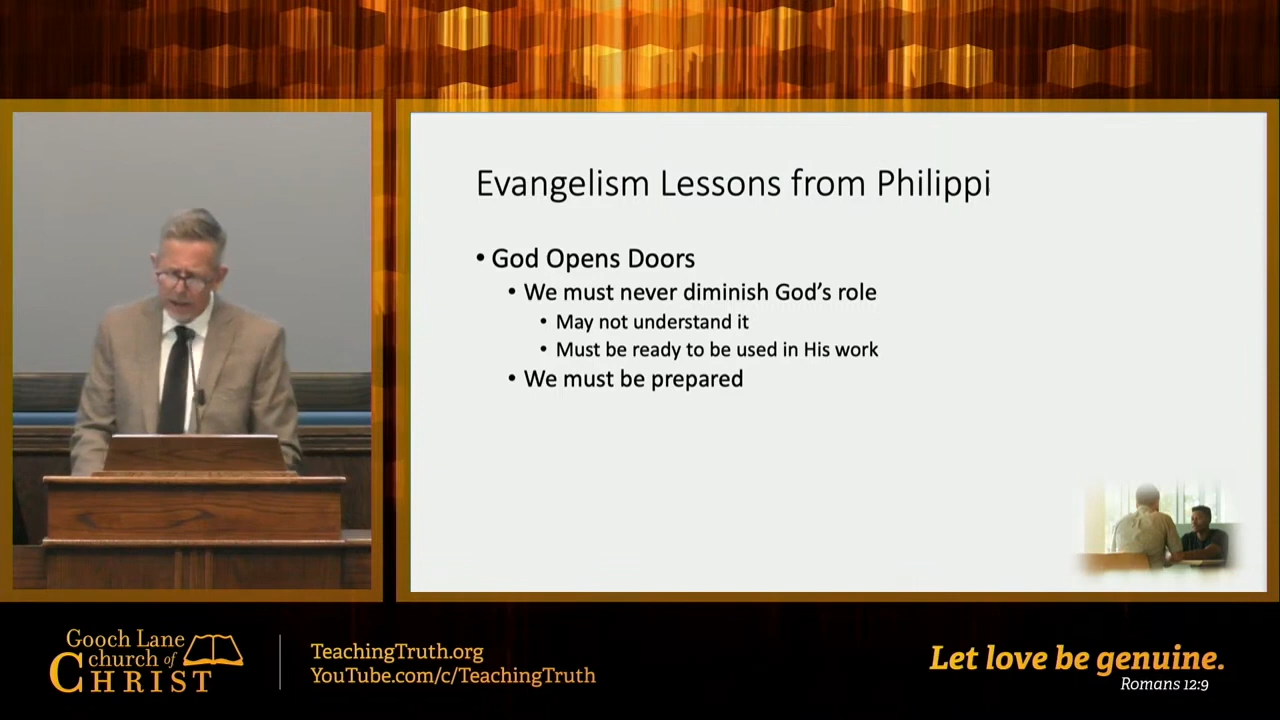 Evangelism Lessons from Philippi
• God Opens Doors
• We must never diminish God's role
• May not understand it
• Must be ready to be used in His work
• We must be prepared
Gooch Lane
church of
CHRIST
TeachingTruth.org
YouTube.com/c/TeachingTruth
Let love be genuine.
Romans 12:9